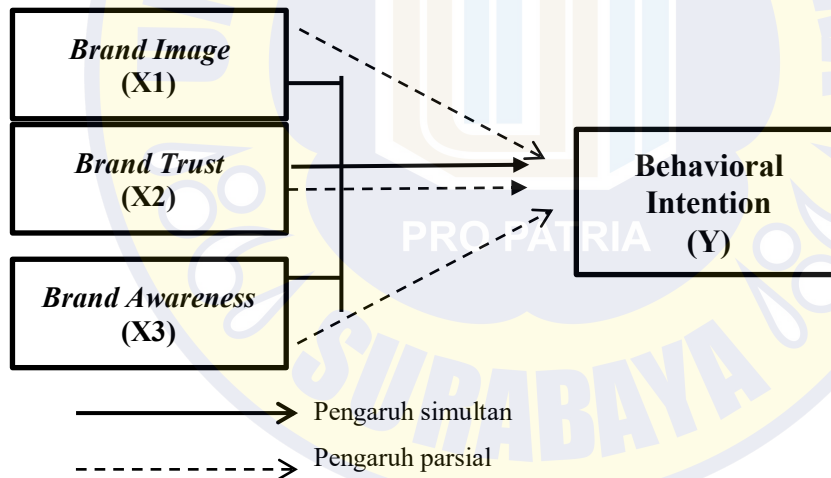 Brand Image
(X1)
Brand Trust
(X2)
Brand Awareness
(X3)
Behavioral
Intention
(Y)
PRO PATRIA
SURABAYA
Pengaruh simultan
Pengaruh parsial